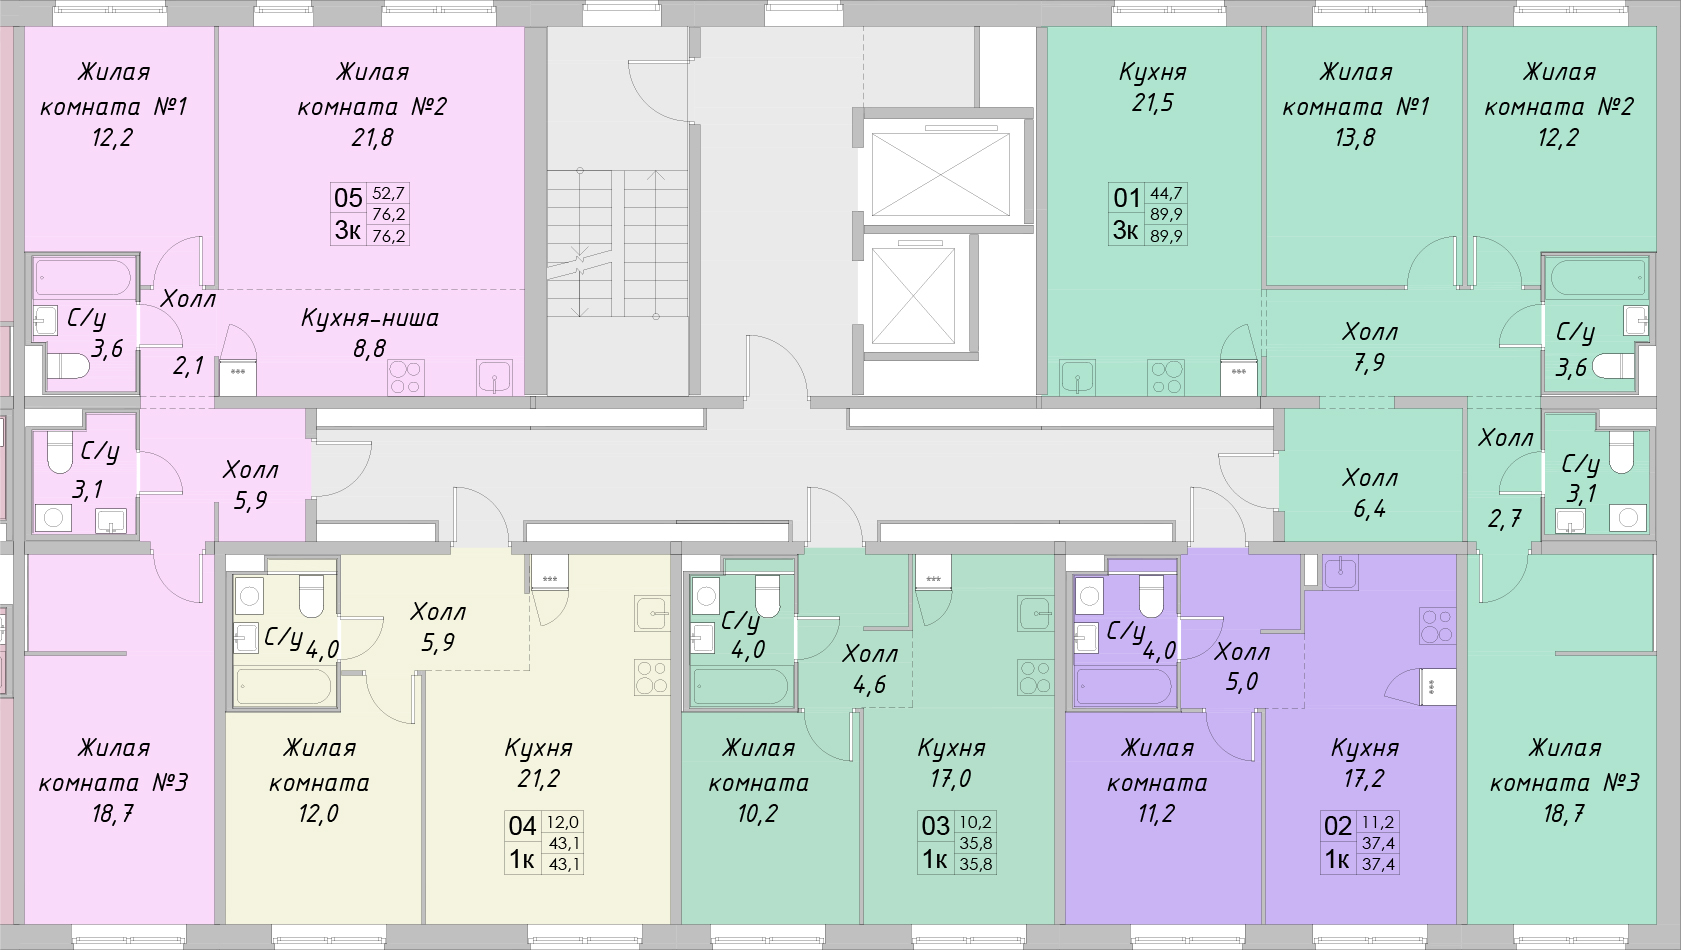 Жилая
комната №1
12,2
Жилая
комната №2
21,8
05
3к
52,7
76,2
76,2
Холл
2,1
С/у
3,6
Кухня-ниша
8,8
***
С/у
3,1
Холл
5,9
Жилая
комната №3
18,7
Кухня
21,5
01
3к
44,7
89,9
89,9
Жилая
комната №1
13,8
Жилая
комната №2
12,2
***
Холл
7,9
С/у
3,6
Холл
6,4
Холл
2,7
С/у
3,1
Жилая
комната №3
18,7
С/у
4,0
Холл
5,9
***
Жилая
комната
12,0
Кухня
21,2
04
1к
12,0
43,1
43,1
С/у
4,0
Холл
4,6
***
Жилая
комната
10,2
Кухня
17,0
03
1к
10,2
35,8
35,8
С/у
4,0
Холл
5,0
***
Жилая
комната
11,2
Кухня
17,2
02
1к
11,2
37,4
37,4